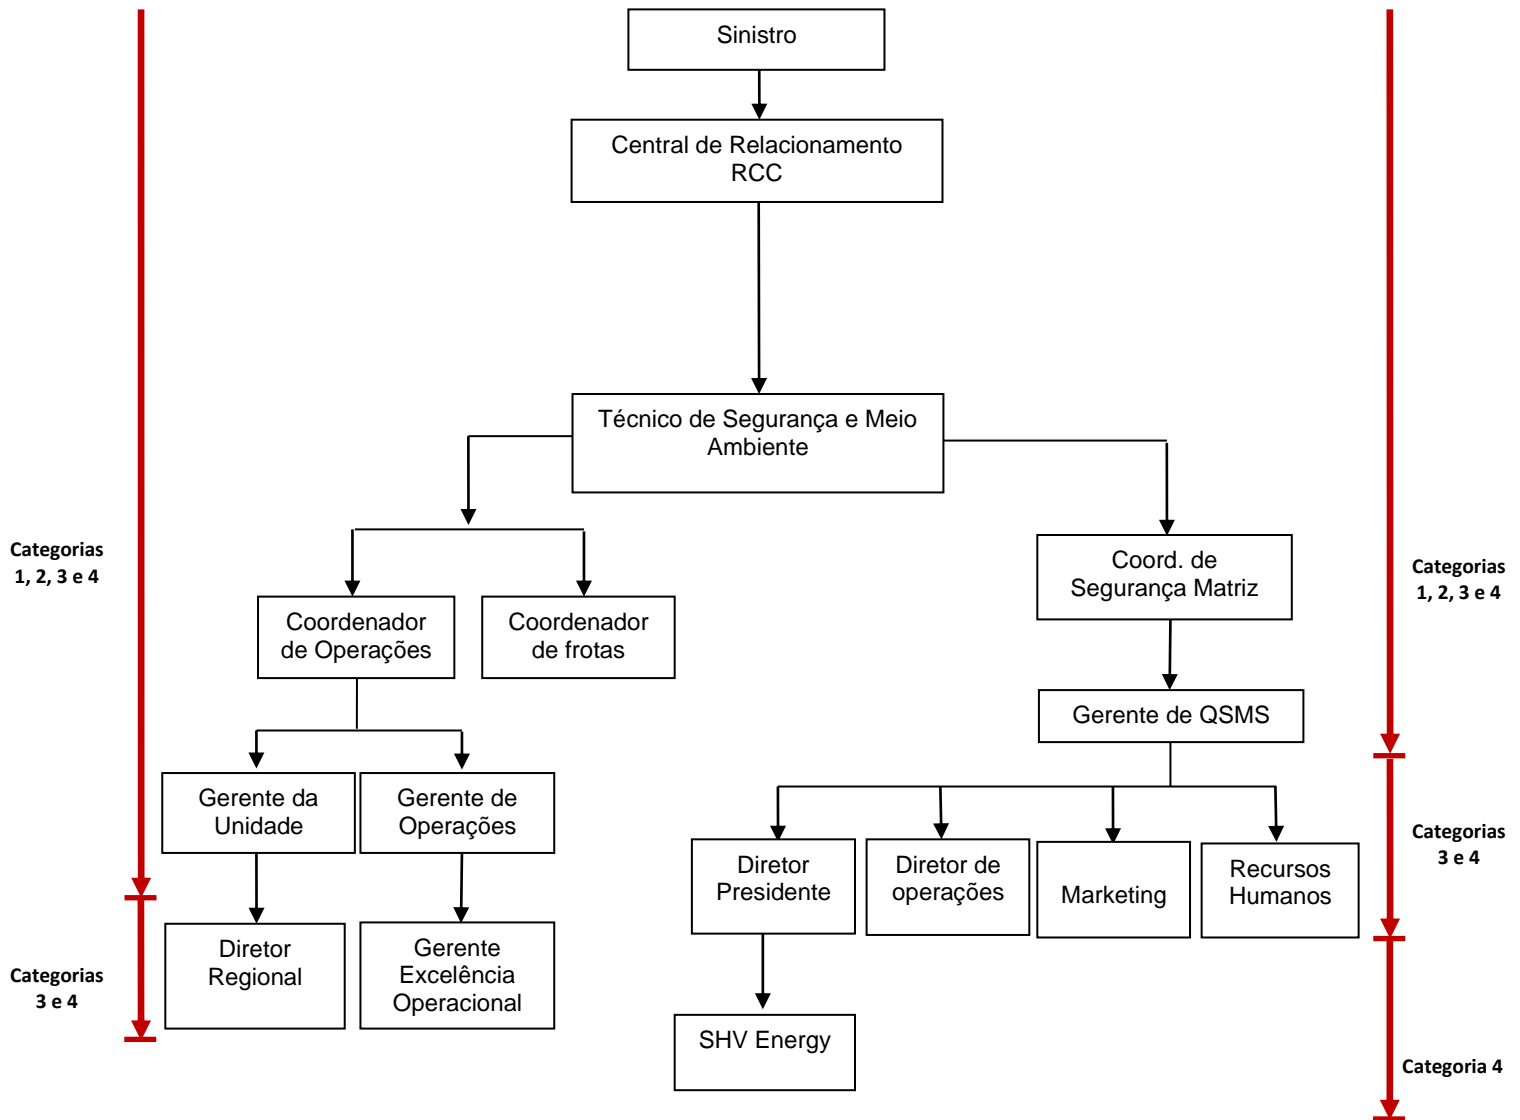 Sinistro
Central de Relacionamento
RCC
Técnico de Segurança e Meio
Ambiente
Categorias
1, 2, 3 e 4
Coord. de
Segurança Matriz
Categorias
1, 2, 3 e 4
Coordenador
de Operações
Coordenador
de frotas
Gerente de QSMS
Gerente da
Unidade
Gerente de
Operações
Categorias
3 e 4
Diretor
Presidente
Diretor de
operações
Marketing
Recursos
Humanos
Categorias
3 e 4
Diretor
Regional
Gerente
Excelência
Operacional
SHV Energy
Categoria 4